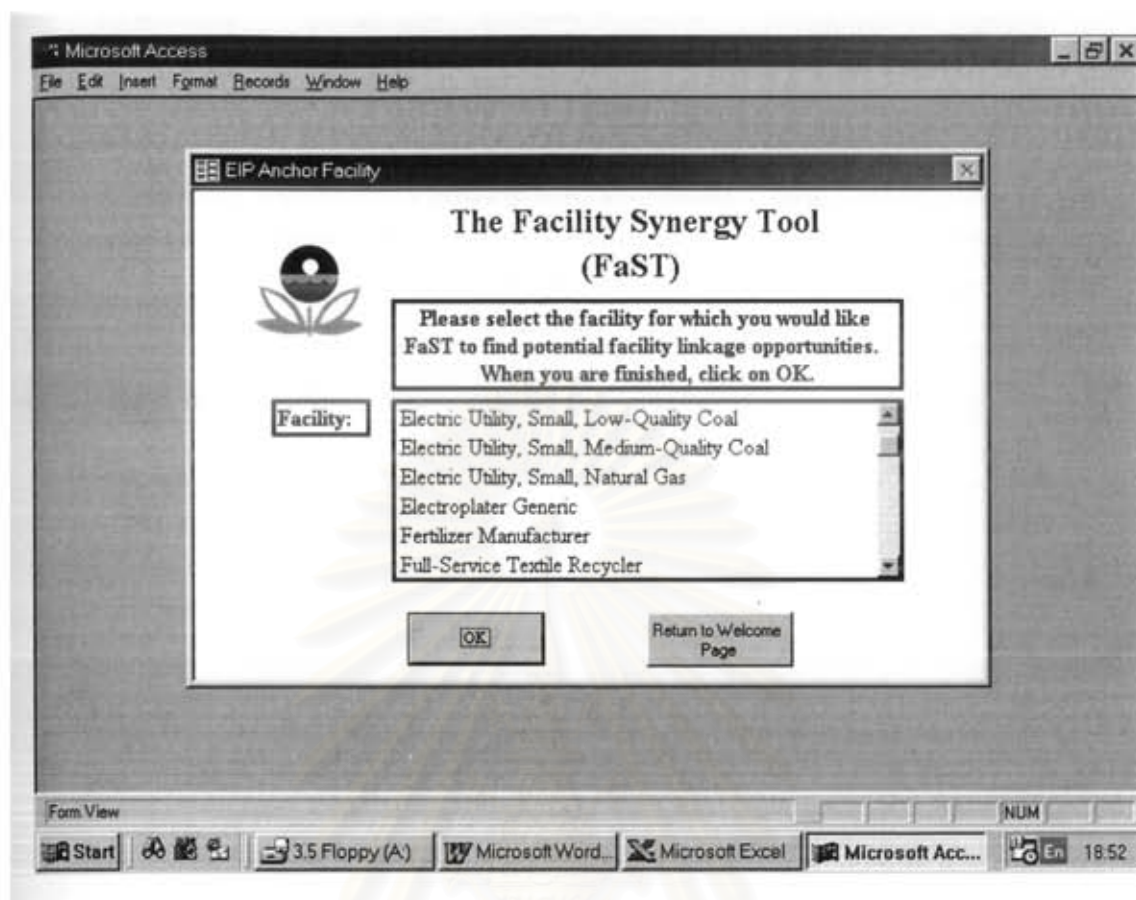 Microsoft Access
File Edit Insert Format Records Window Help
EIP Anchor Facility
The Facility Synergy Tool
(FaST)
Please select the facility for which you would like
FaST to find potential facility linkage opportunities.
When you are finished, click on OK.
Facility:
Electric Utility, Small, Low-Quality Coal
Electric Utility, Small, Medium-Quality Coal
Electric Utility, Small, Natural Gas
Electroplater Generic
Fertilizer Manufacturer
Full-Service Textile Recycler
OK
Return to Welcome
Page
Form View
NUM
Start
3.5 Floppy (A:)
Microsoft Word...
Microsoft Excel
Microsoft Acc...
En
18:52